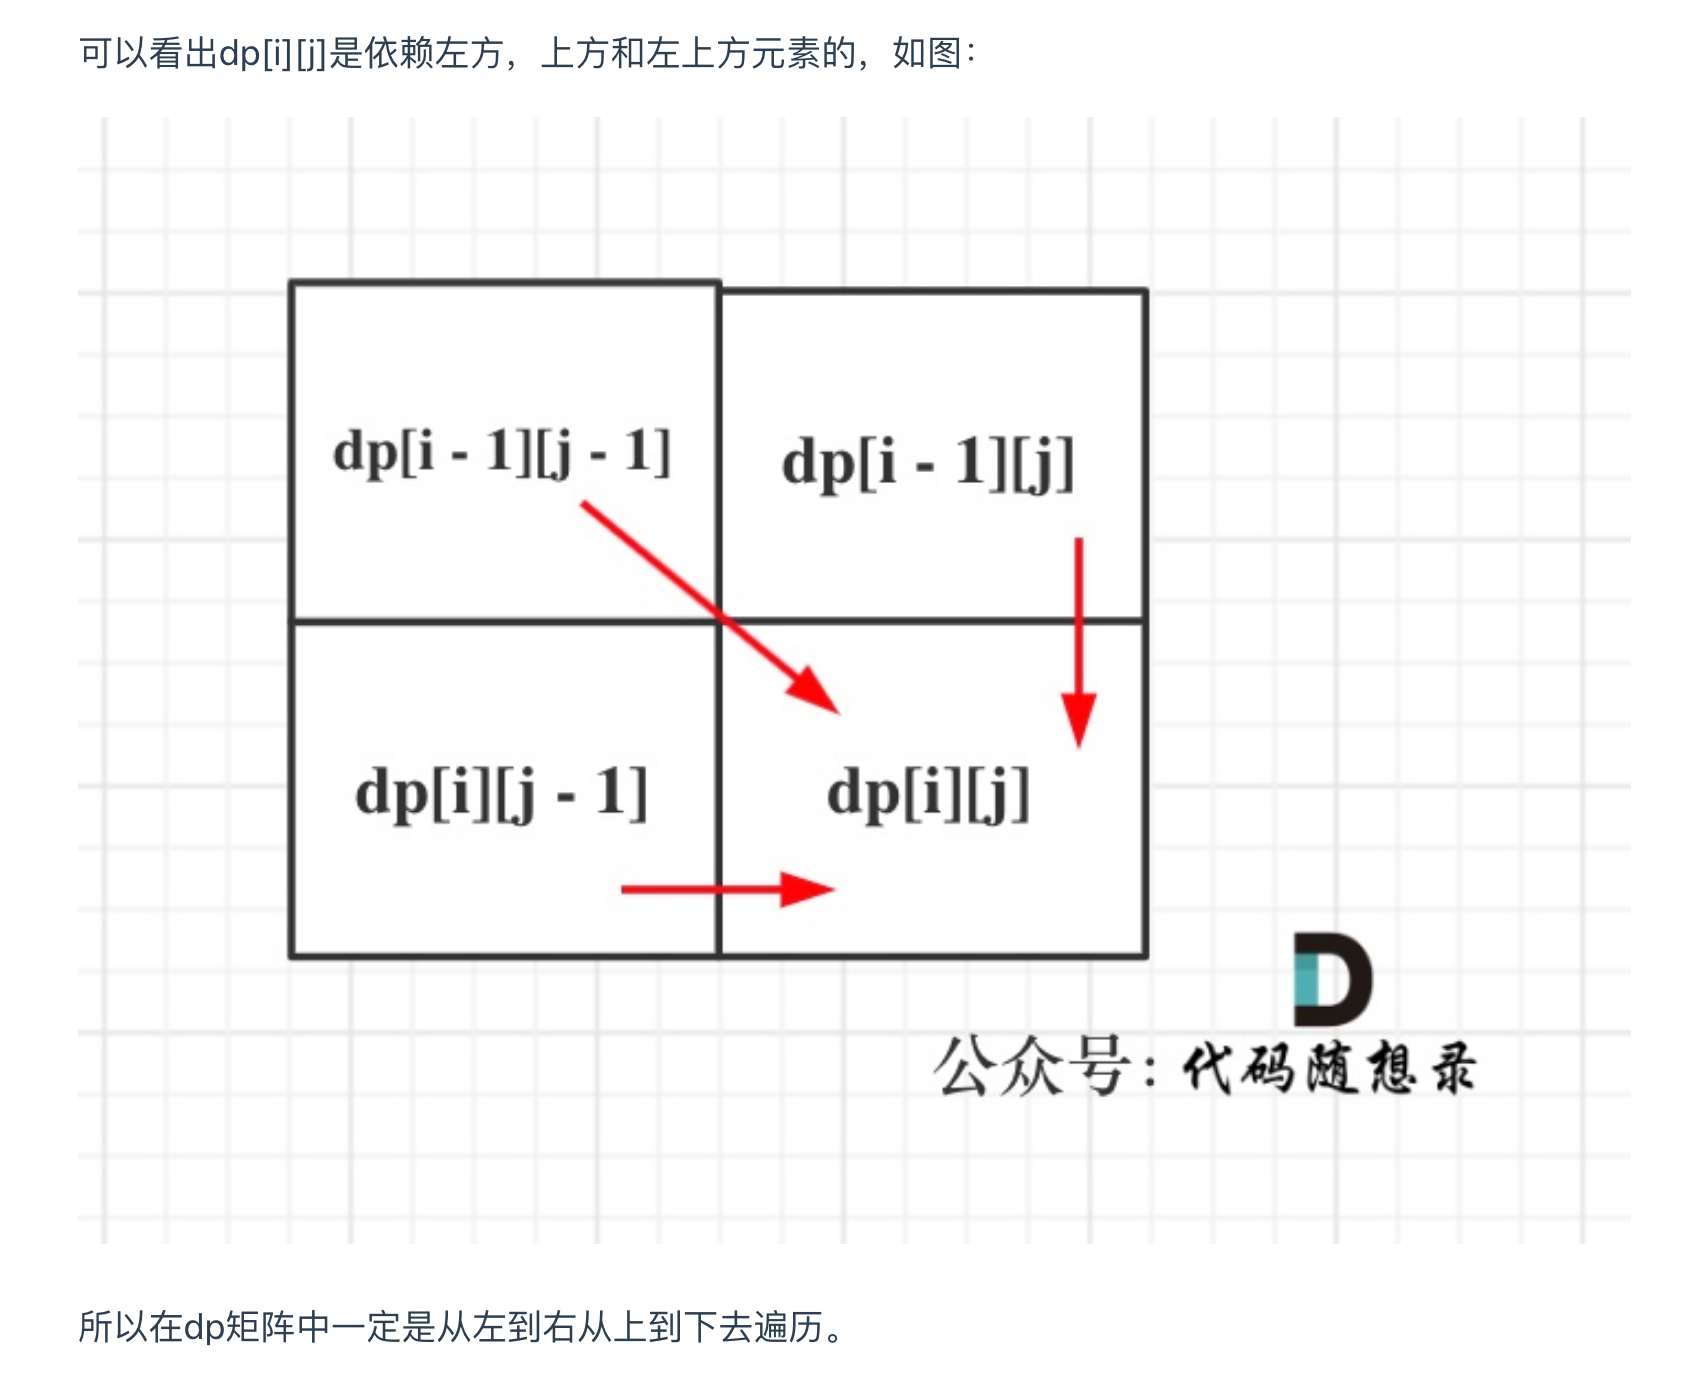 可以看出dp[i][j]是依赖左方，上方和左上方元素的，如图：
dp[i - 1][j - 1]
dp[i - 1][j]
dp[i][j - 1]
dp[i][j]
公众号：代码随想录
所以在dp矩阵中一定是从左到右从上到下去遍历。